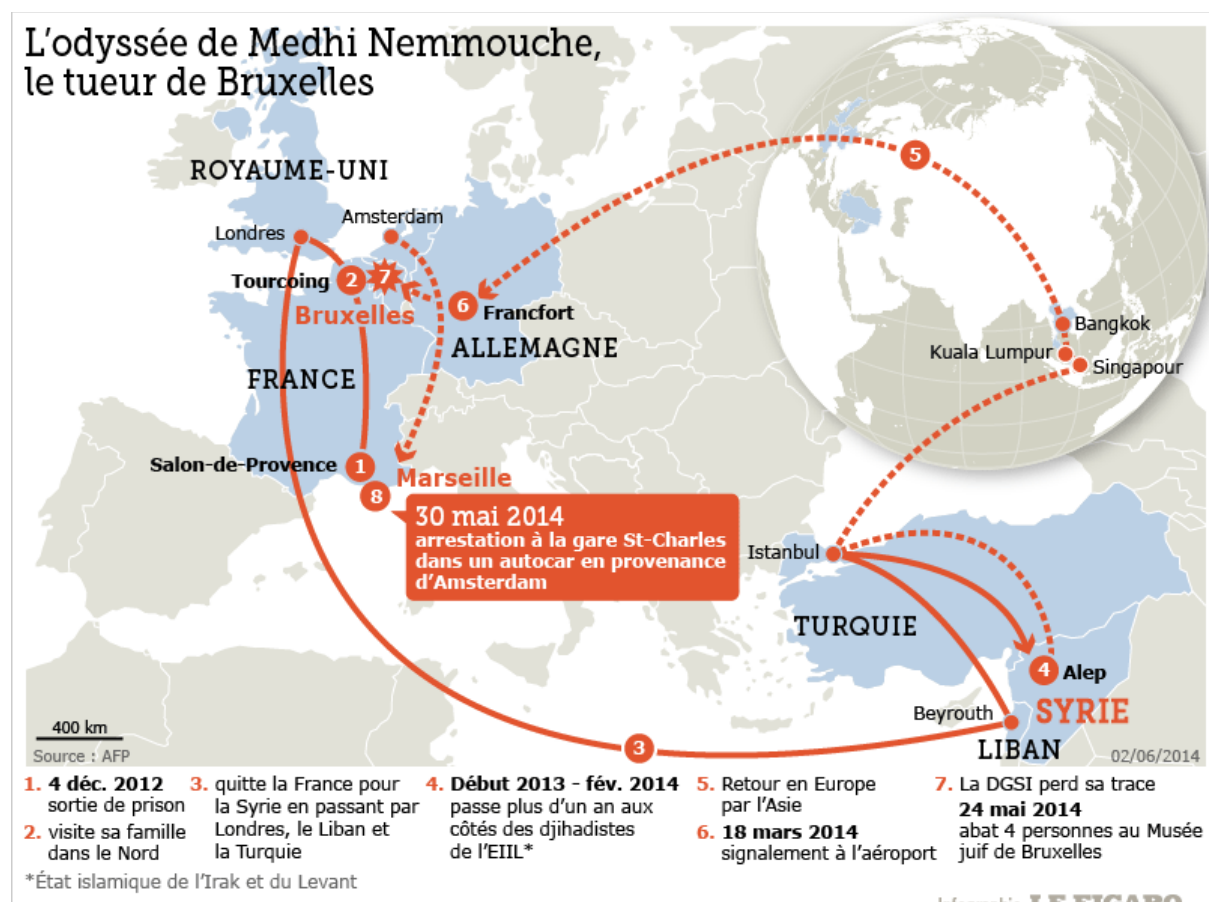 L'odyssée de Medhi Nemmouche,
le tueur de Bruxelles
ROYAUME-UNI
Amsterdam
Londres
Tourcoing
2
7
Bruxelles
6
Francfort
ALLEMAGNE
FRANCE
5
Bangkok
Kuala Lumpur
Singapour
Salon-de-Provence
1
Marseille
8
30 mai 2014
arrestation à la gare St-Charles
dans un autocar en provenance
d'Amsterdam
Istanbul
TURQUIE
4
Alep
SYRIE
Beyrouth
LIBAN
3
400 km
Source : AFP
02/06/2014
1. 4 déc. 2012
sortie de prison
2. visite sa famille
dans le Nord
3. quitte la France pour
la Syrie en passant par
Londres, le Liban et
la Turquie
4. Début 2013 - fév. 2014
passe plus d'un an aux
côtés des djihadistes
de l'EIIL*
5. Retour en Europe
par l'Asie
6. 18 mars 2014
signalement à l'aéroport
7. La DGSI perd sa trace
24 mai 2014
abat 4 personnes au Musée
juif de Bruxelles
*État islamique de l'Irak et du Levant
LE FIGARO